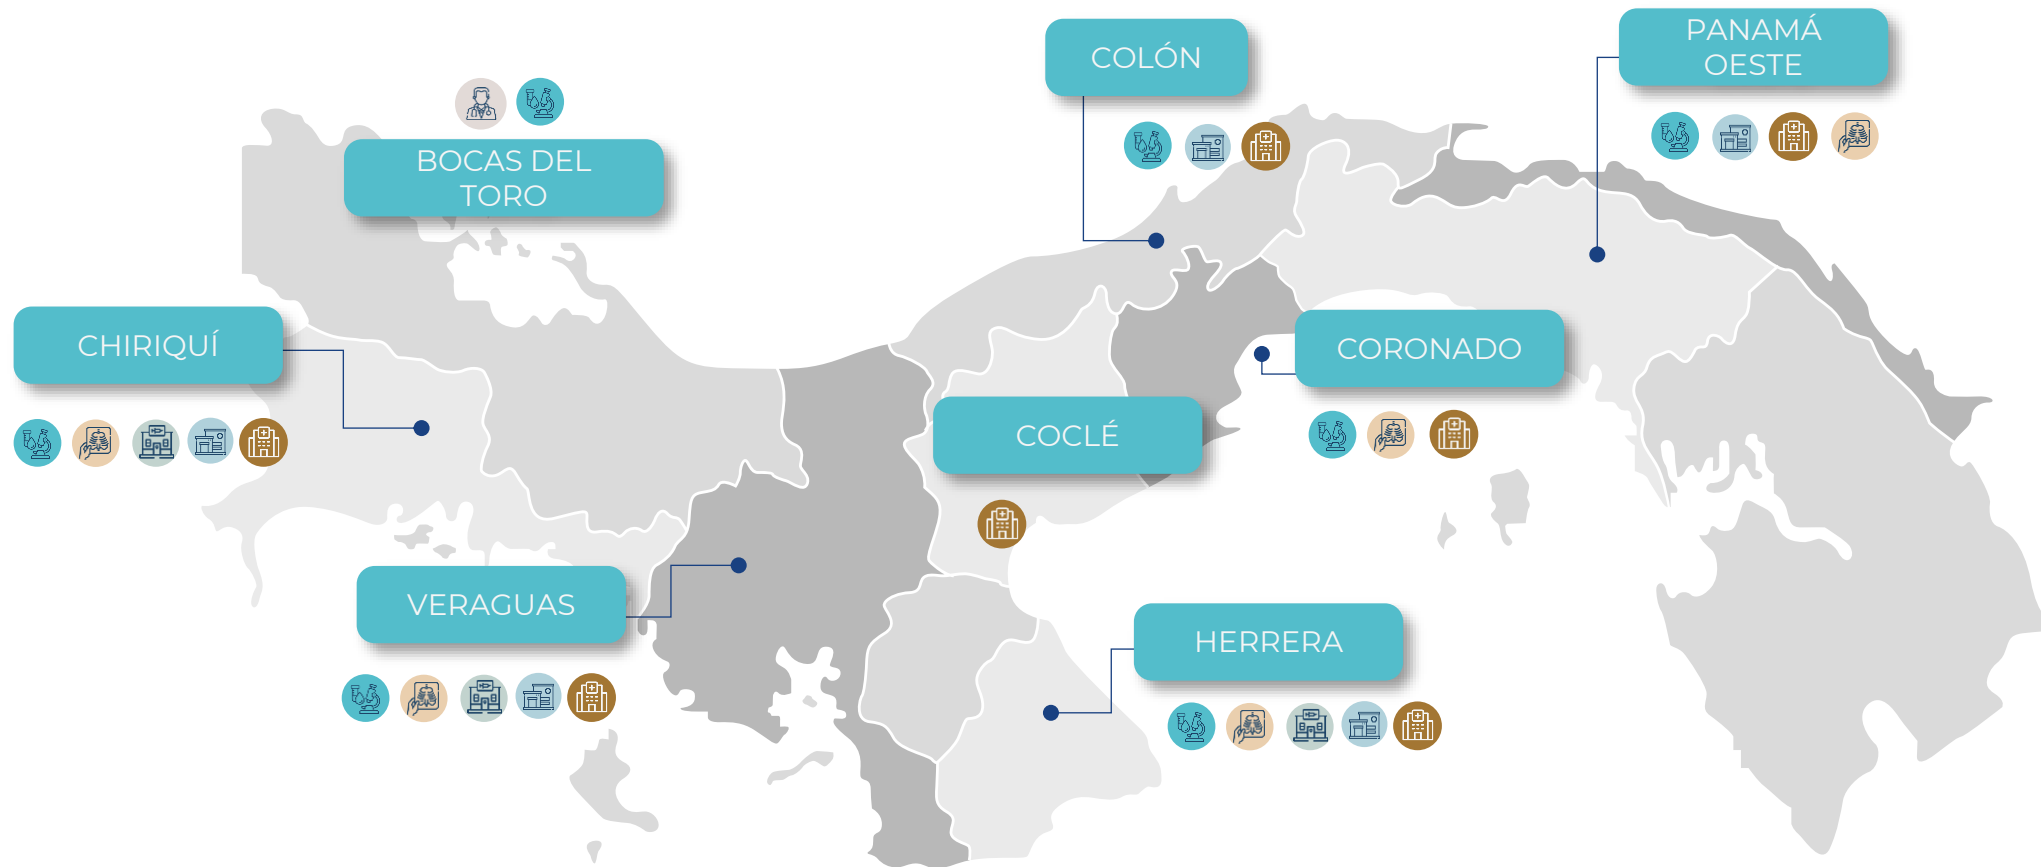 COLÓN
PANAMÁ
OESTE
BOCAS DEL
TORO
CHIRIQUÍ
CORONADO
COCLÉ
VERAGUAS
HERRERA